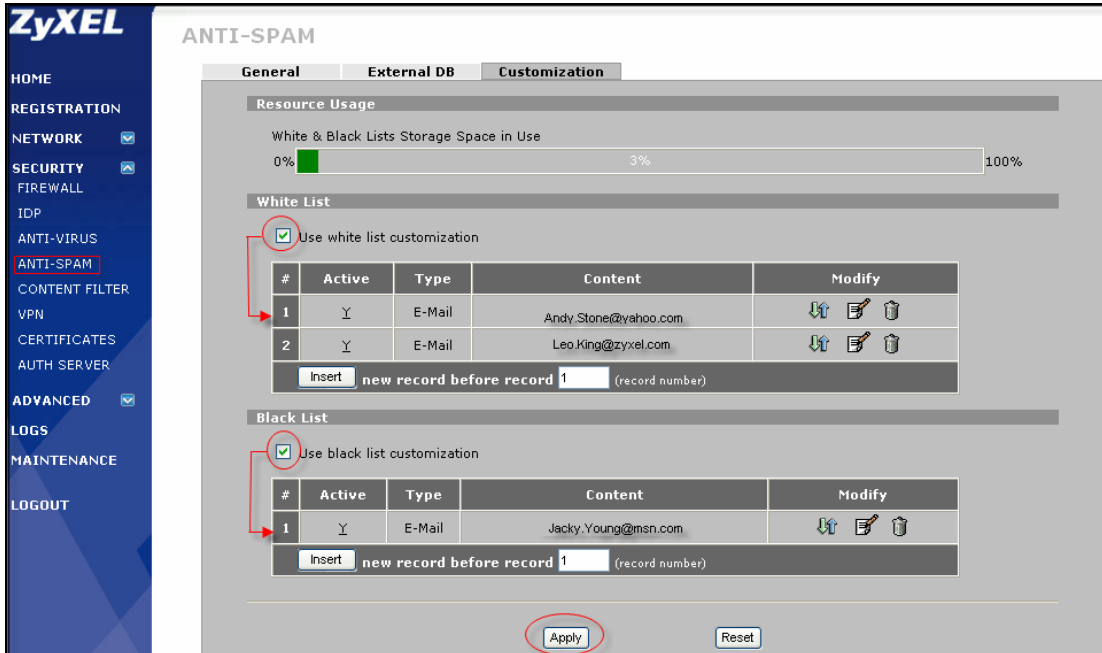 ZyXEL
HOME
REGISTRATION
NETWORK
SECURITY
FIREWALL
IDP
ANTI-VIRUS
ANTI-SPAM
CONTENT FILTER
VPN
CERTIFICATES
AUTH SERVER
ADVANCED
LOGS
MAINTENANCE
LOGOUT
ANTI-SPAM
General External DB Customization
Resource Usage
White & Black Lists Storage Space in Use
0% 3% 100%
White List
Use white list customization
# Active Type Content Modify
1 Y E-Mail Andy.Stone@yahoo.com
2 Y E-Mail Leo.King@zyxel.com
Insert new record before record 1 (record number)
Black List
Use black list customization
# Active Type Content Modify
1 Y E-Mail Jacky.Young@msn.com
Insert new record before record 1 (record number)
Apply Reset